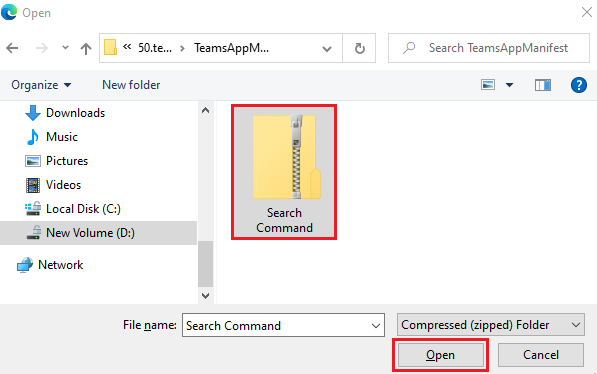 Open
« 50.te... > TeamsAppM...
Search TeamsAppManifest
Organize
New folder
?
Downloads
Music
Pictures
Videos
Local Disk (C:)
New Volume (D:)
Network
Search
Command
File name:
Search Command
Compressed (zipped) Folder
Open
Cancel